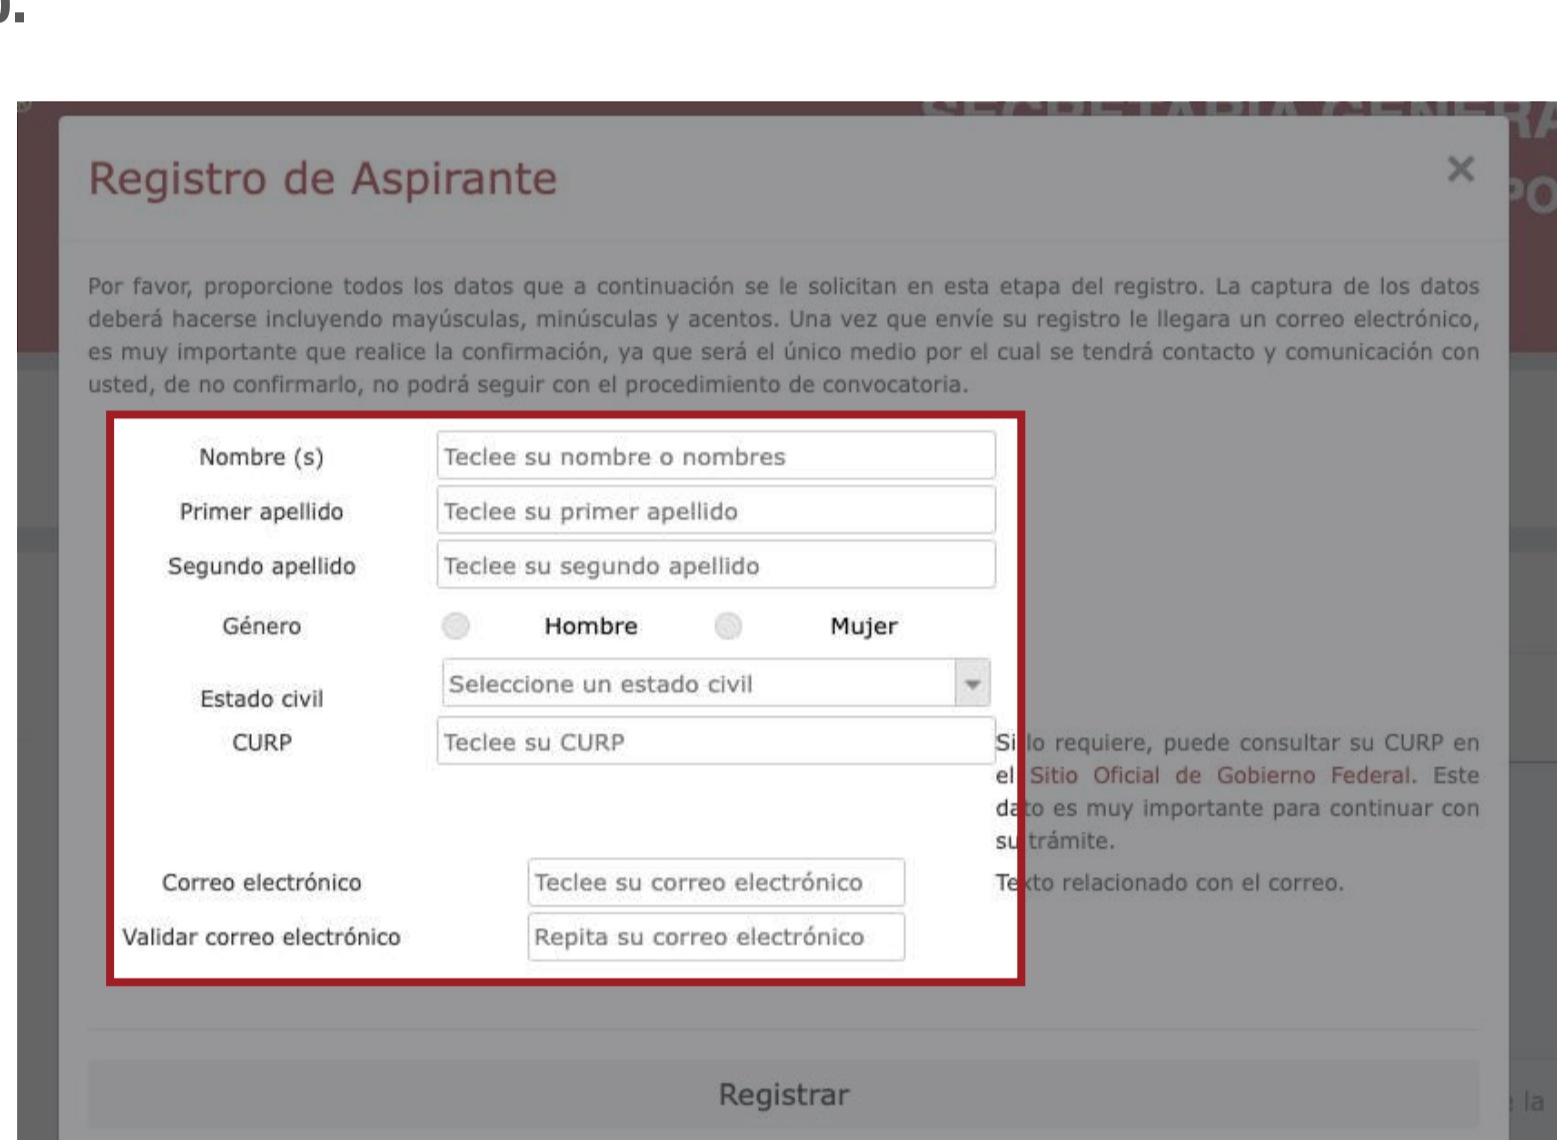 Registro de Aspirante
Por favor, proporcione todos los datos que a continuación se le solicitan en esta etapa del registro. La captura de los datos
deberá hacerse incluyendo mayúsculas, minúsculas y acentos. Una vez que envíe su registro le llegara un correo electrónico,
es muy importante que realice la confirmación, ya que será el único medio por el cual se tendrá contacto y comunicación con
usted, de no confirmarlo, no podrá seguir con el procedimiento de convocatoria.
Nombre (s) Teclee su nombre o nombres
Primer apellido Teclee su primer apellido
Segundo apellido Teclee su segundo apellido
Género Hombre Mujer
Estado civil Seleccione un estado civil
CURP Teclee su CURP
Si lo requiere, puede consultar su CURP en
el Sitio Oficial de Gobierno Federal. Este
dato es muy importante para continuar con
su trámite.
Correo electrónico Teclee su correo electrónico Texto relacionado con el correo.
Validar correo electrónico Repita su correo electrónico
Registrar
la